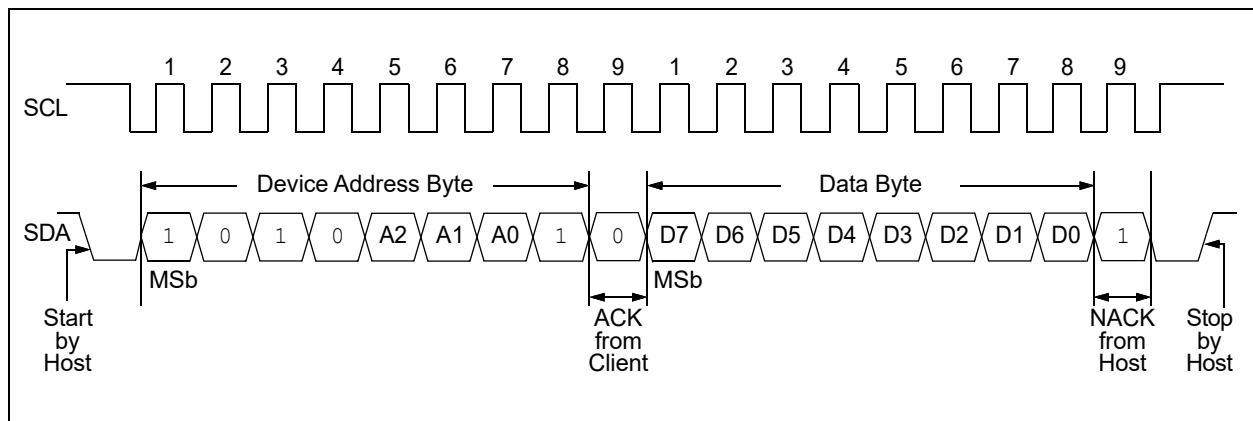 1 2 3 4 5 6 7 8 9 1 2 3 4 5 6 7 8 9
SCL
Device Address Byte Data Byte
SDA 1 0 1 0 A2 A1 A0 1 0 D7 D6 D5 D4 D3 D2 D1 D0 1
MSb MSb
Start ACK NACK Stop
by from from by
Host Client Host Host